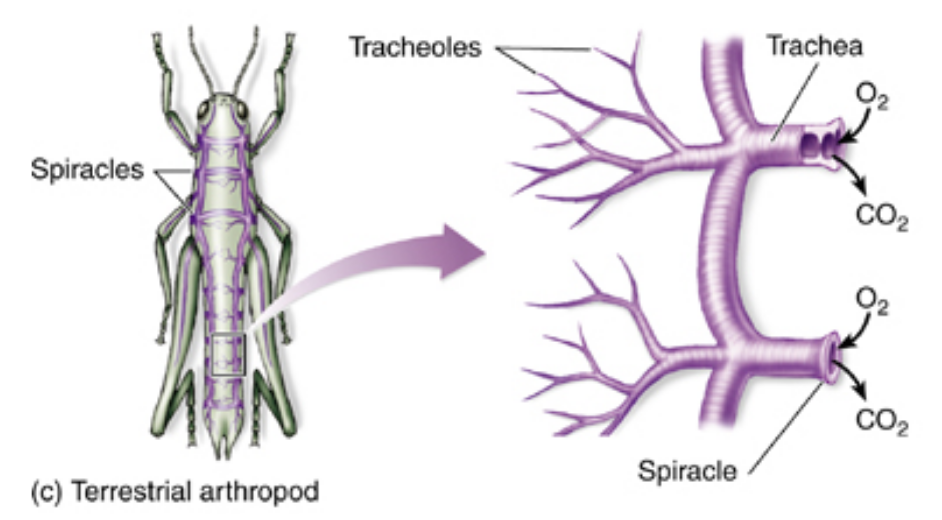 Tracheoles
Trachea
O₂
Spiracles
CO₂
O₂
CO₂
Spiracle
(c) Terrestrial arthropod